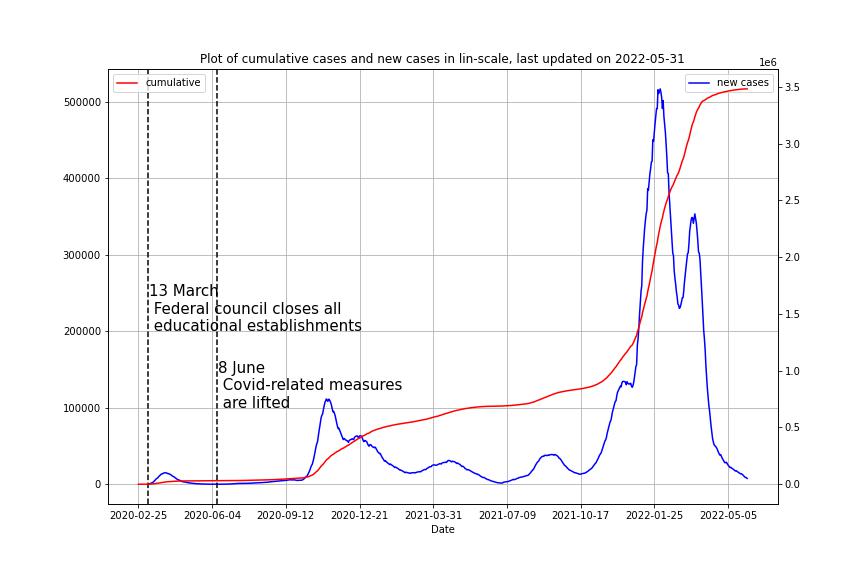 Plot of cumulative cases and new cases in lin-scale, last updated on 2022-05-31
1e6
cumulative
new cases
500000
400000
300000
200000
100000
0
3.5
3.0
2.5
2.0
1.5
1.0
0.5
0.0
13 March
Federal council closes all
educational establishments
8 June
Covid-related measures
are lifted
2020-02-25 2020-06-04 2020-09-12 2020-12-21 2021-03-31 2021-07-09 2021-10-17 2022-01-25 2022-05-05
Date